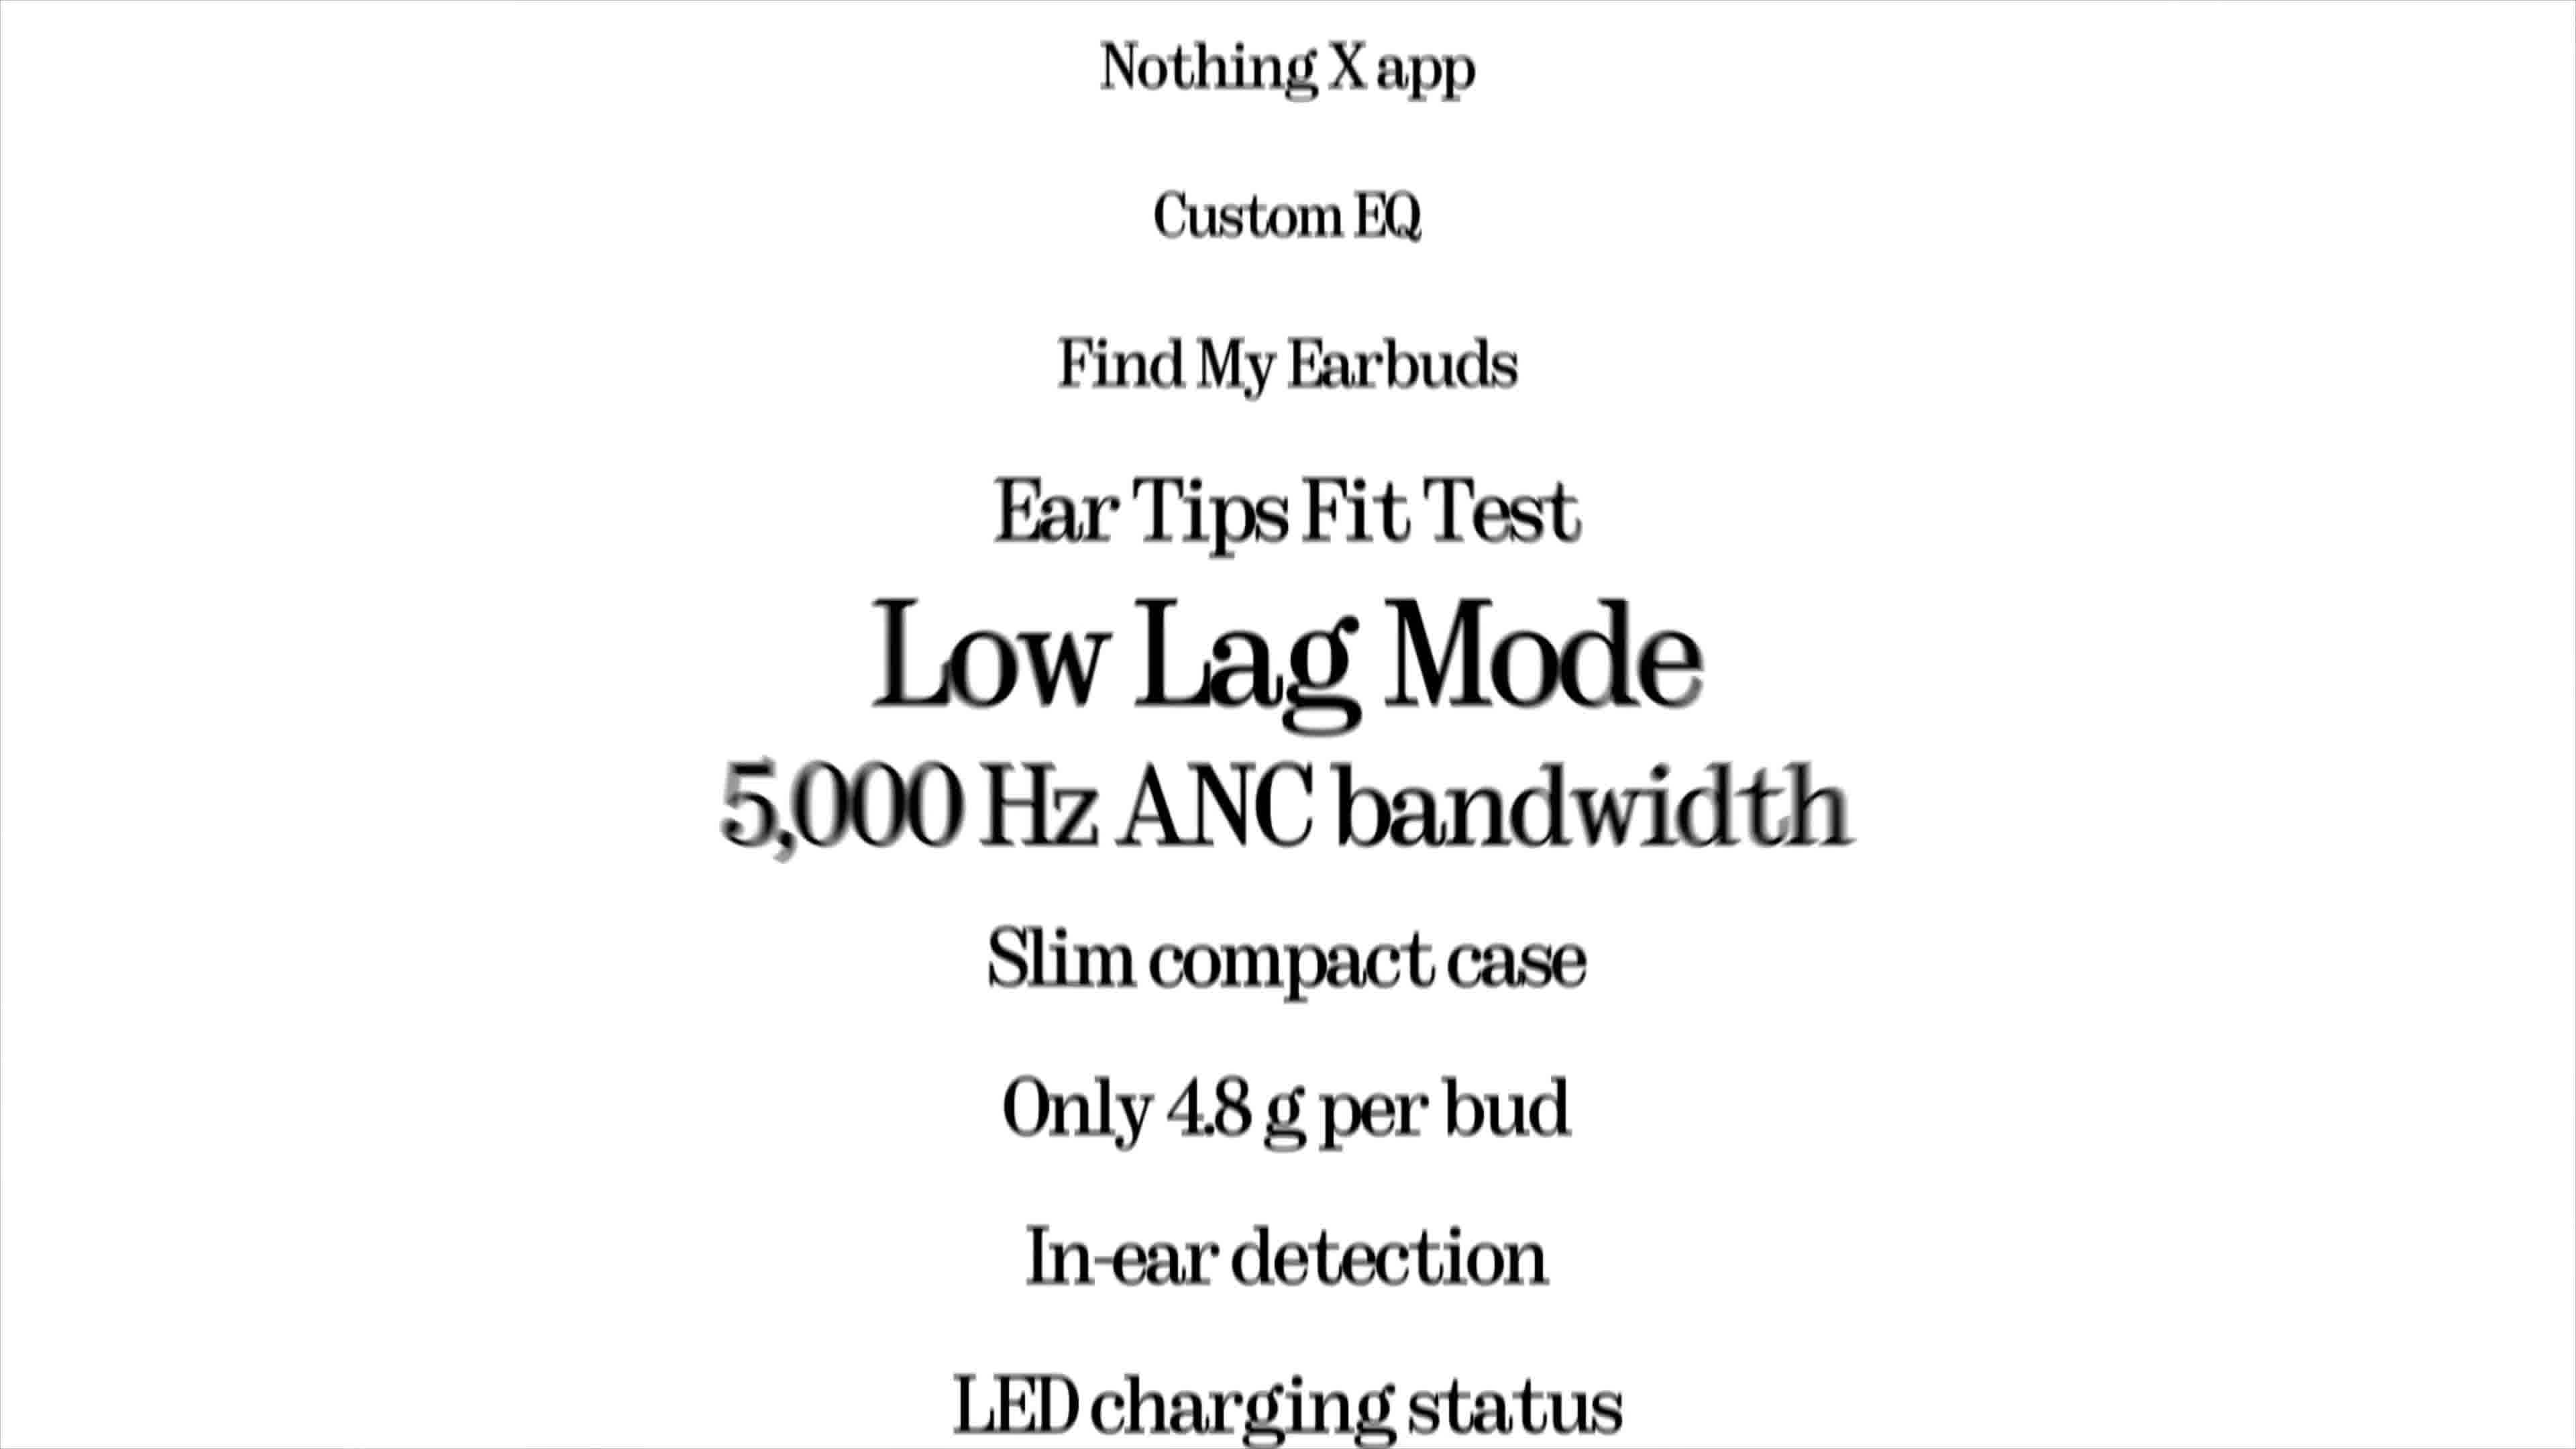 Nothing X app
Custom EQ
Find My Earbuds
Ear Tips Fit Test
Low Lag Mode
5,000 Hz ANC bandwidth
Slim compact case
Only 4.8 g per bud
In-ear detection
LED charging status